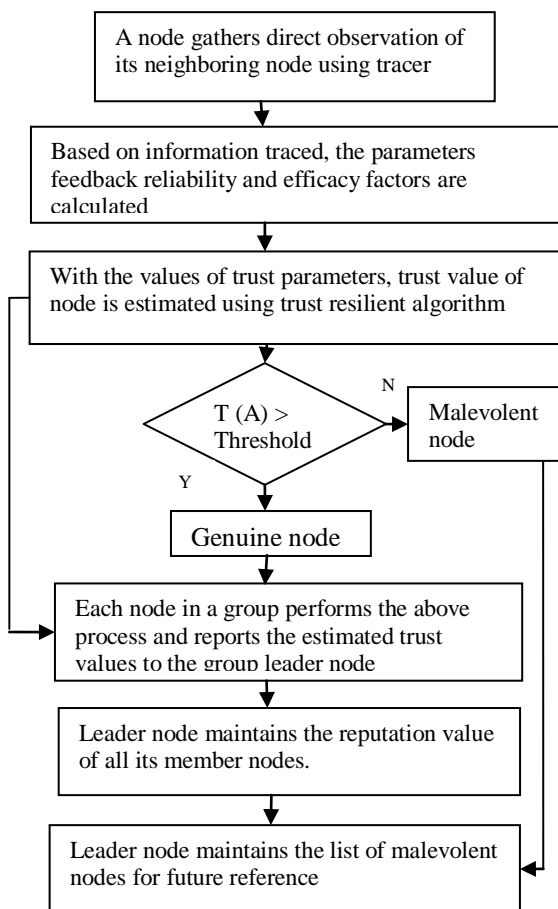 A node gathers direct observation of
its neighboring node using tracer
Based on information traced, the parameters
feedback reliability and efficacy factors are
calculated
With the values of trust parameters, trust value of
node is estimated using trust resilient algorithm
T (A) >
Threshold
N
Malevolent
node
Y
Genuine node
Each node in a group performs the above
process and reports the estimated trust
values to the group leader node
Leader node maintains the reputation value
of all its member nodes.
Leader node maintains the list of malevolent
nodes for future reference